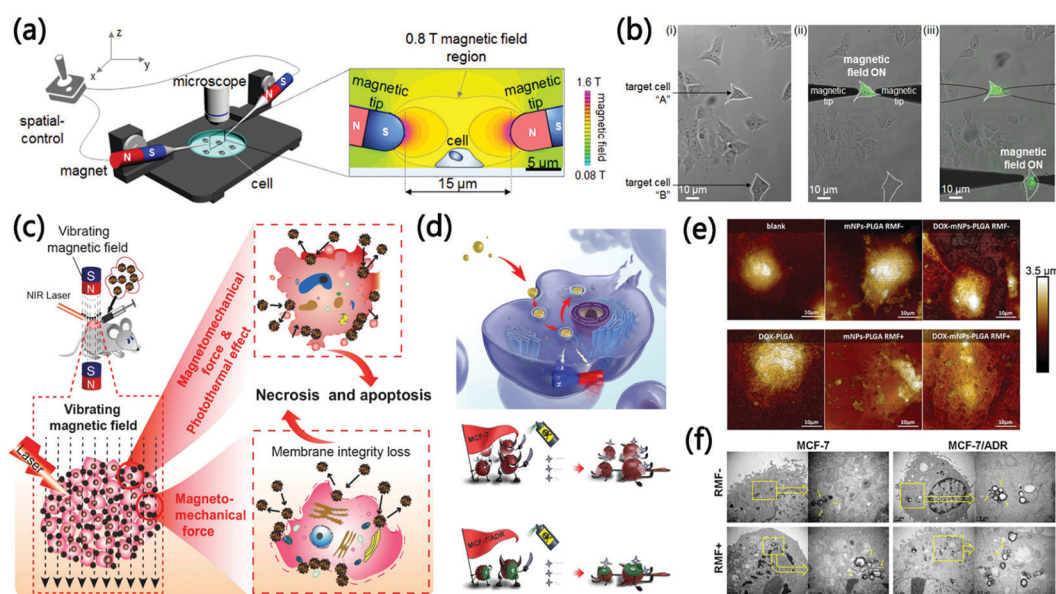 (a)
z
x
y
spatial-
control
microscope
magnet
cell
0.8 T magnetic field
region
magnetic
tip
magnetic
tip
N
S
N
S
cell
5 μm
15 μm
1.6 T
magnetic field
0.08 T
N
S
N
S
(b)
(i)
(ii)
(iii)
target cell
"A"
target cell
"B"
10 μm
magnetic
field ON
magnetic
tip
magnetic
tip
10 μm
magnetic
field ON
10 μm
(c)
Vibrating
magnetic field
S
N
NIR Laser
S
N
Vibrating
magnetic field
Laser
Magnetomechanical
force &
Photothermal effect
Magneto-
mechanical
force
Necrosis and apoptosis
Membrane integrity loss
(d)
MCF-7
MCF-7/ADR
(e)
blank
mNPs-PLGA RMF-
DOX-mNPs-PLGA RMF-
10μm
10μm
10μm
DOX-PLGA
mNPs-PLGA RMF+
DOX-mNPs-PLGA RMF+
10μm
10μm
10μm
3.5 μm
(f)
MCF-7
MCF-7/ADR
RMF-
RMF+